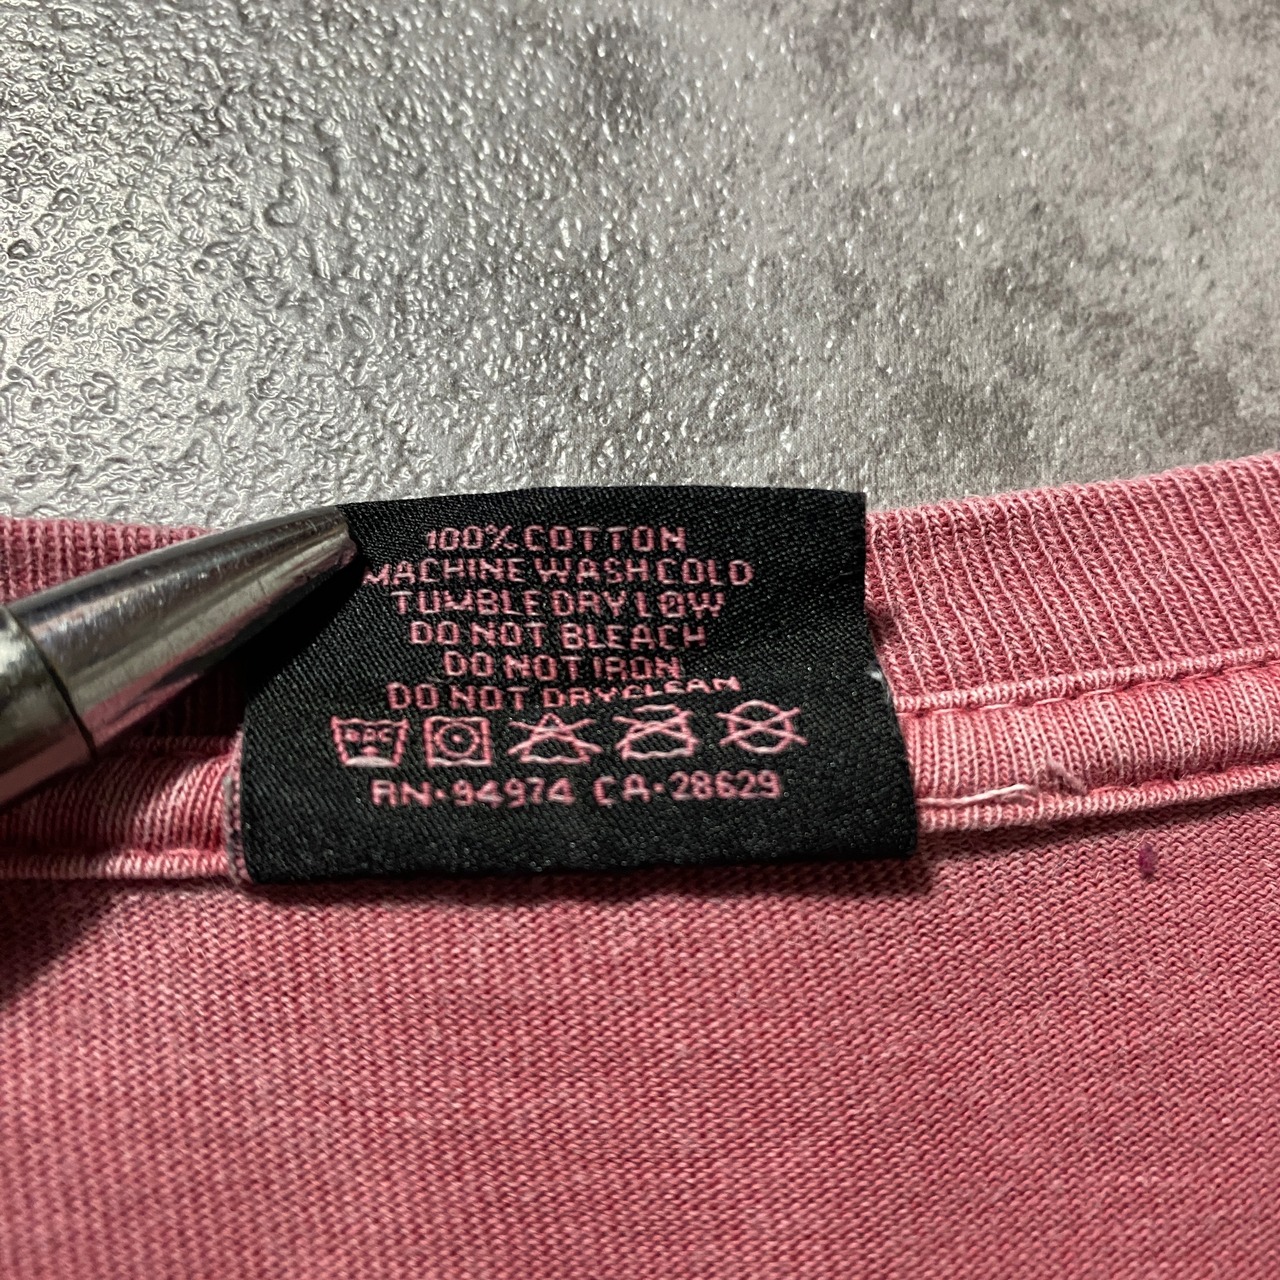 100% COTTON
MACHINE WASH COLD
TUMBLE DRY LOW
DO NOT BLEACH
DO NOT IRON
DO NOT DRYCLEAN
RN·94974 CA·28629